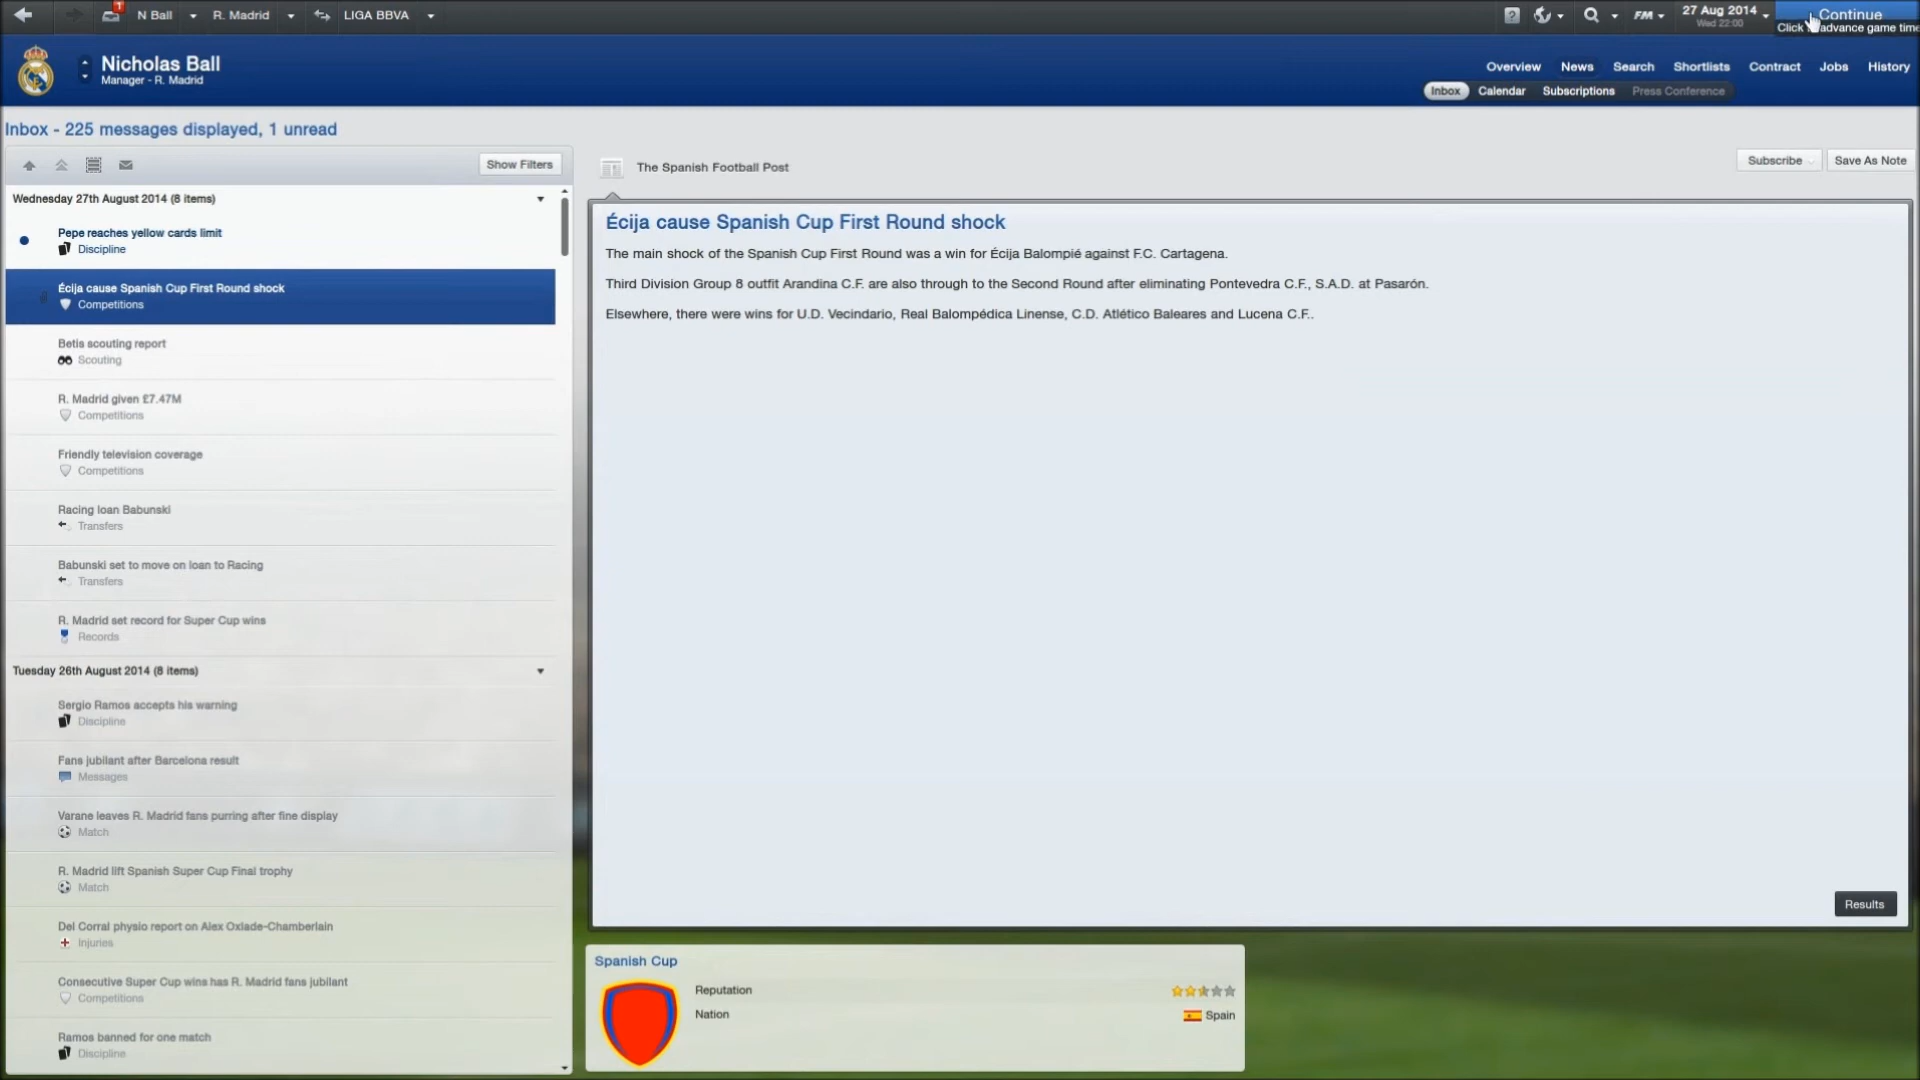 1
N Ball
R. Madrid
LIGA BBVA
?
FM
27 Aug 2014
Wed 22:00
Continue
Nicholas Ball
Manager - R. Madrid
Overview
News
Search
Shortlists
Contract
Jobs
History
Inbox
Calendar
Subscriptions
Press Conference
Inbox - 225 messages displayed, 1 unread
Show Filters
Wednesday 27th August 2014 (8 items)
Pepe reaches yellow cards limit
Discipline
Écija cause Spanish Cup First Round shock
Competitions
Betis scouting report
Scouting
R. Madrid given £7.47M
Competitions
Friendly television coverage
Competitions
Racing loan Babunski
Transfers
Babunski set to move on loan to Racing
Transfers
R. Madrid set record for Super Cup wins
Records
Tuesday 26th August 2014 (8 items)
Sergio Ramos accepts his warning
Discipline
Fans jubilant after Barcelona result
Messages
Varane leaves R. Madrid fans purring after fine display
Match
R. Madrid lift Spanish Super Cup Final trophy
Match
Del Corral physio report on Alex Oxlade-Chamberlain
Injuries
Consecutive Super Cup wins has R. Madrid fans jubilant
Competitions
Ramos banned for one match
Discipline
The Spanish Football Post
Subscribe
Save As Note
Écija cause Spanish Cup First Round shock
The main shock of the Spanish Cup First Round was a win for Écija Balompié against F.C. Cartagena.
Third Division Group 8 outfit Arandina C.F. are also through to the Second Round after eliminating Pontevedra C.F., S.A.D. at Pasarón.
Elsewhere, there were wins for U.D. Vecindario, Real Balompédica Linense, C.D. Atlético Baleares and Lucena C.F..
Results
Spanish Cup
Reputation
Nation
Spain
Click advance game time